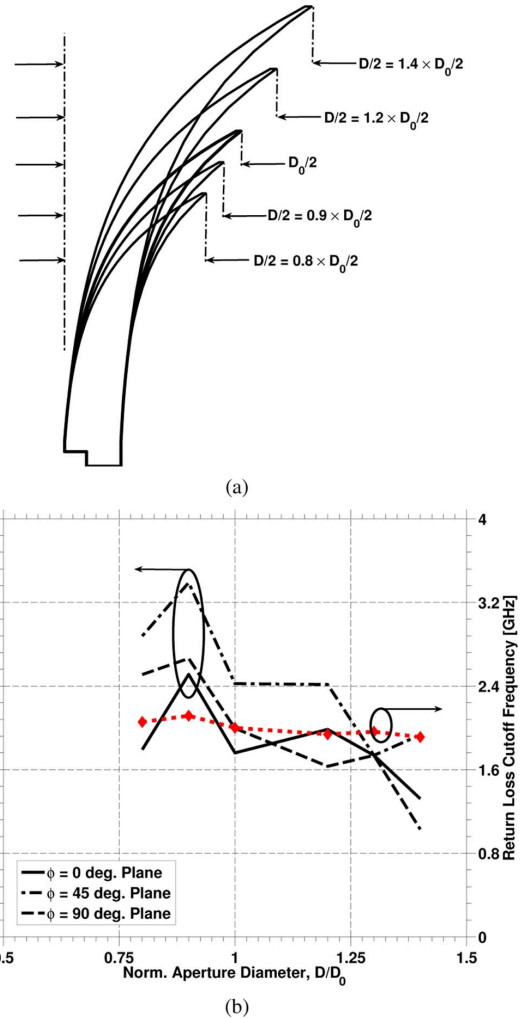 D/2 = 1.4 × D0/2
D/2 = 1.2 × D0/2
D0/2
D/2 = 0.9 × D0/2
D/2 = 0.8 × D0/2
(a)
4
3.2
2.4
1.6
0.8
0
Return Loss Cutoff Frequency [GHz]
ϕ = 0 deg. Plane
ϕ = 45 deg. Plane
ϕ = 90 deg. Plane
0.75 1 1.25 1.5
Norm. Aperture Diameter, D/D0
(b)